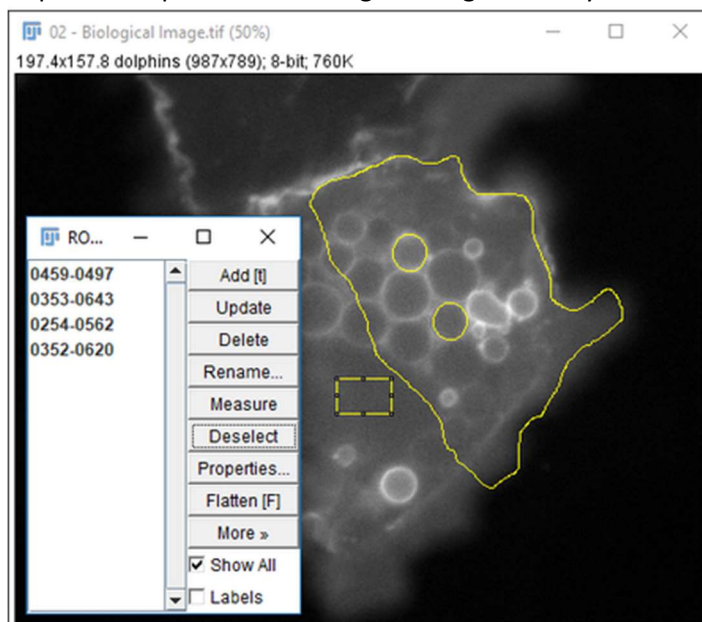 02 - Biological Image.tif (50%)
197.4x157.8 dolphins (987x789); 8-bit; 760K
RO...
0459-0497
0353-0643
0254-0562
0352-0620
Add [t]
Update
Delete
Rename...
Measure
Deselect
Properties...
Flatten [F]
More »
Show All
Labels